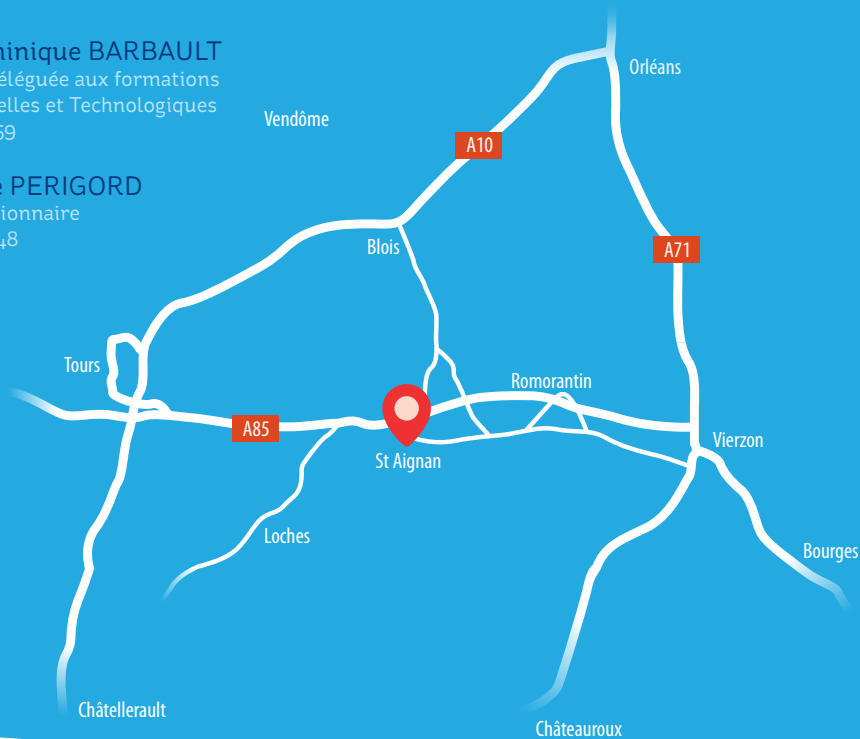 minique BARBAULT
éléguée aux formations
elles et Technologiques
59
PERIGORD
ionnaire
48
Orléans
Vendôme
A10
Blois
A71
Tours
Romorantin
A85
Vierzon
St Aignan
Loches
Bourges
Châtellerault
Châteauroux